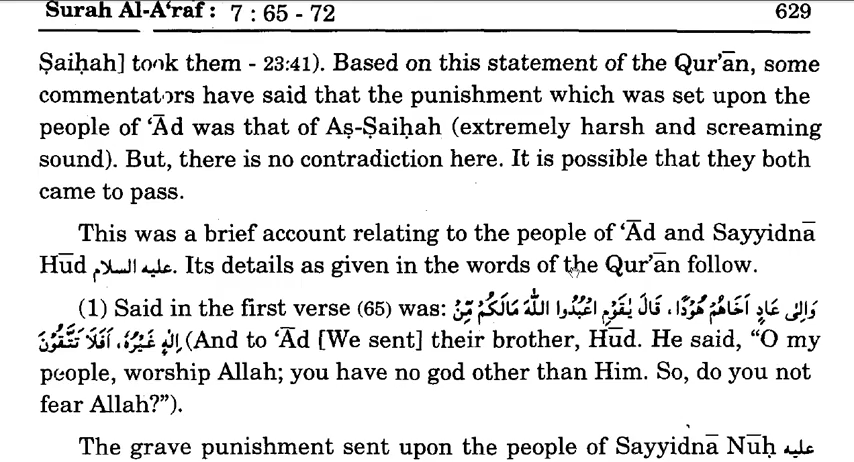 Surah Al-A‘raf : 7 : 65 - 72 629
Ṣaiḥah] took them - 23:41). Based on this statement of the Qur’ān, some
commentators have said that the punishment which was set upon the
people of ‘Ād was that of Aṣ-Ṣaiḥah (extremely harsh and screaming
sound). But, there is no contradiction here. It is possible that they both
came to pass.
This was a brief account relating to the people of ‘Ād and Sayyidnā
Hūd عليه السلام. Its details as given in the words of the Qur’ān follow.
(1) Said in the first verse (65) was: وَإِلَىٰ عَادٍ أَخَاهُمْ هُودًا ، قَالَ يٰقَوْمِ اعْبُدُوا اللّٰهَ مَالَكُمْ مِّنْ
إِلٰهٍ غَيْرُهُ، أَفَلَا تَتَّقُوْنَ (And to ‘Ād [We sent] their brother, Hūd. He said, “O my
people, worship Allah; you have no god other than Him. So, do you not
fear Allah?”).
The grave punishment sent upon the people of Sayyidnā Nūḥ عليه